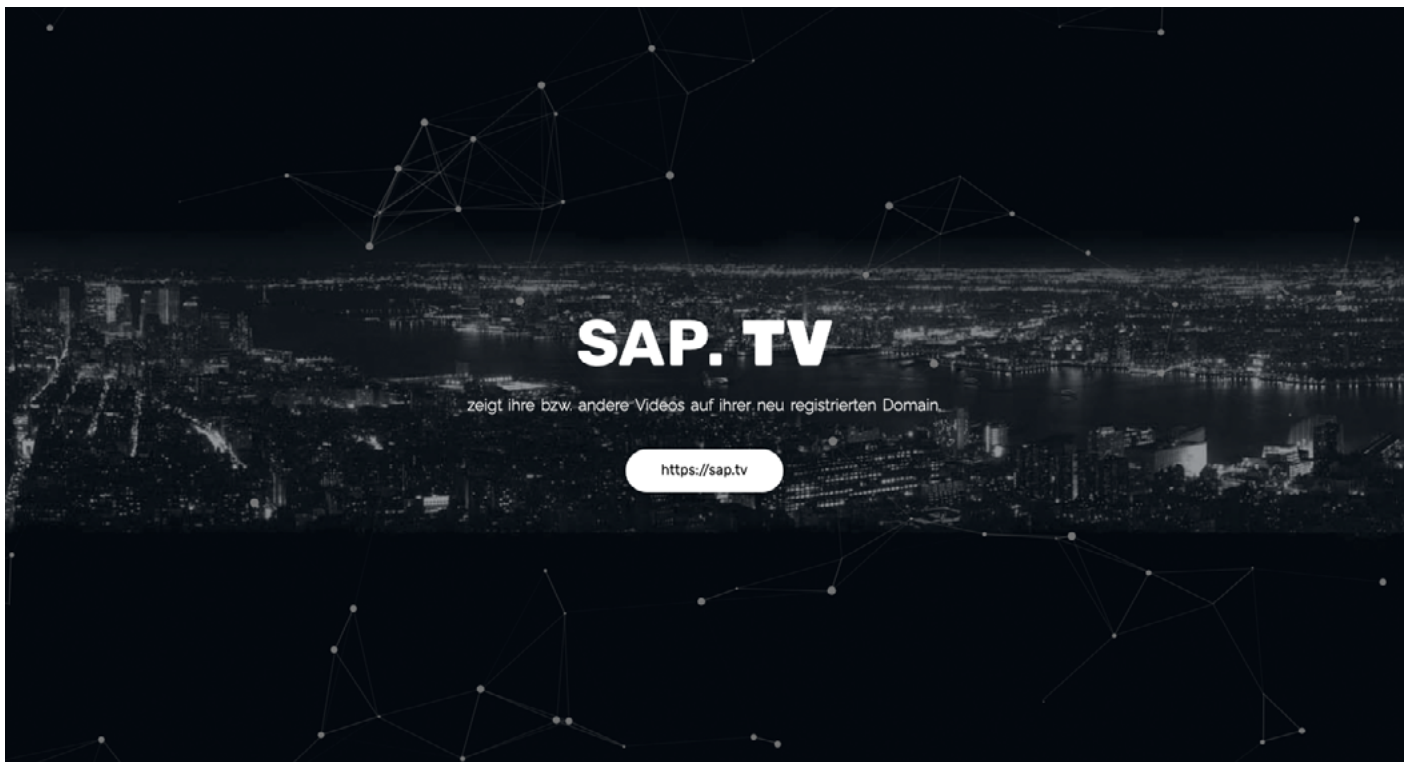 SAP. TV
zeigt ihre bzw. andere Videos auf ihrer neu registrierten Domain.
https://sap.tv